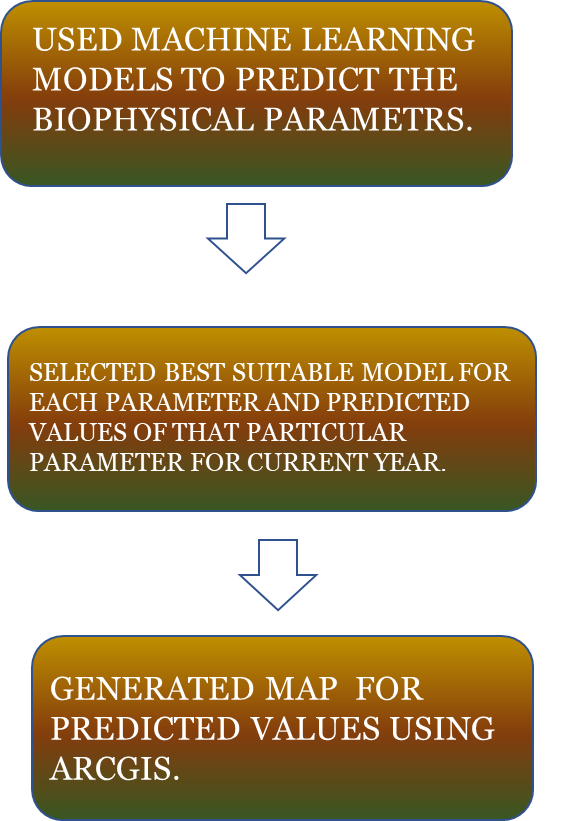 USED MACHINE LEARNING
MODELS TO PREDICT THE
BIOPHYSICAL PARAMETRS.
SELECTED BEST SUITABLE MODEL FOR
EACH PARAMETER AND PREDICTED
VALUES OF THAT PARTICULAR
PARAMETER FOR CURRENT YEAR.
GENERATED MAP  FOR
PREDICTED VALUES USING
ARCGIS.